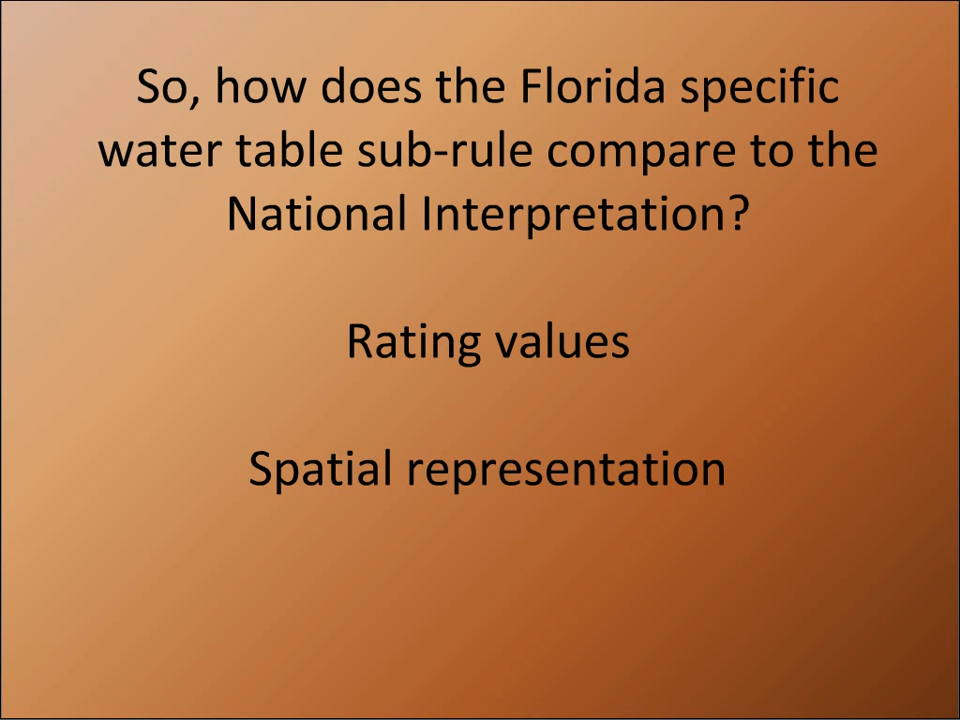 So, how does the Florida specific
water table sub-rule compare to the
National Interpretation?
Rating values
Spatial representation